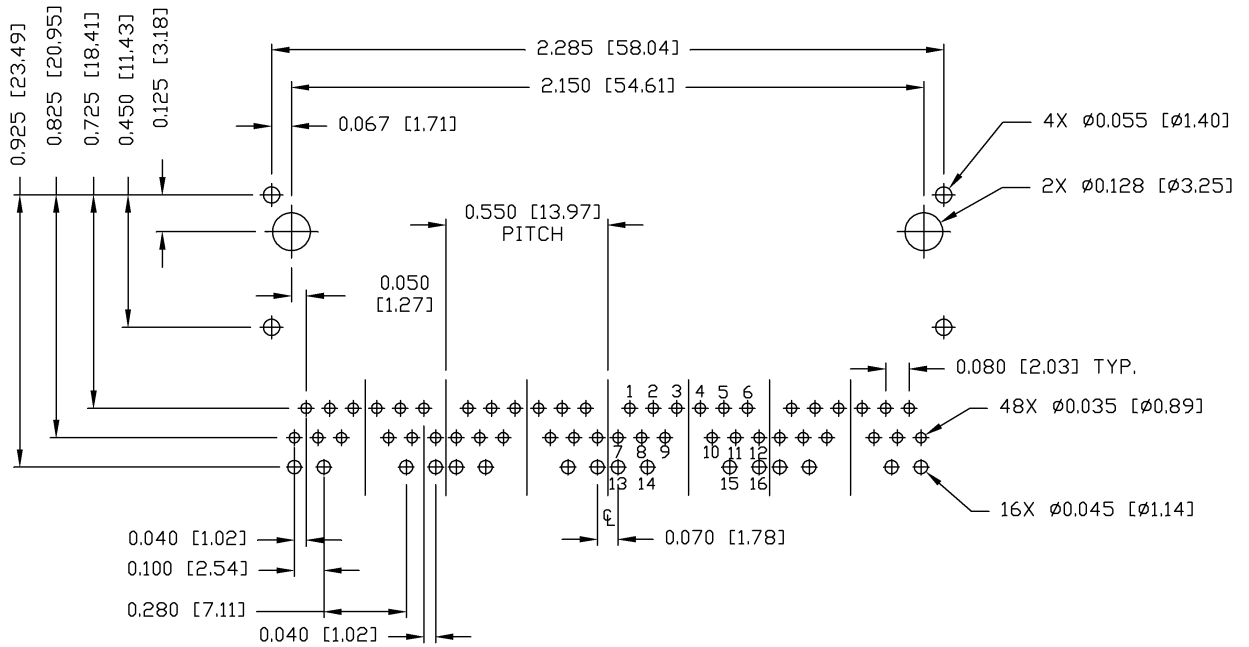 2.285 [58.04]
2.150 [54.61]
0.925 [23.49]
0.825 [20.95]
0.725 [18.41]
0.450 [11.43]
0.125 [3.18]
0.067 [1.71]
4X Ø0.055 [Ø1.40]
2X Ø0.128 [Ø3.25]
0.550 [13.97]
PITCH
0.050
[1.27]
0.080 [2.03] TYP.
1 2 3 4 5 6
48X Ø0.035 [Ø0.89]
7 8 9 10 11 12
13 14 15 16
16X Ø0.045 [Ø1.14]
℄
0.040 [1.02]
0.070 [1.78]
0.100 [2.54]
0.280 [7.11]
0.040 [1.02]